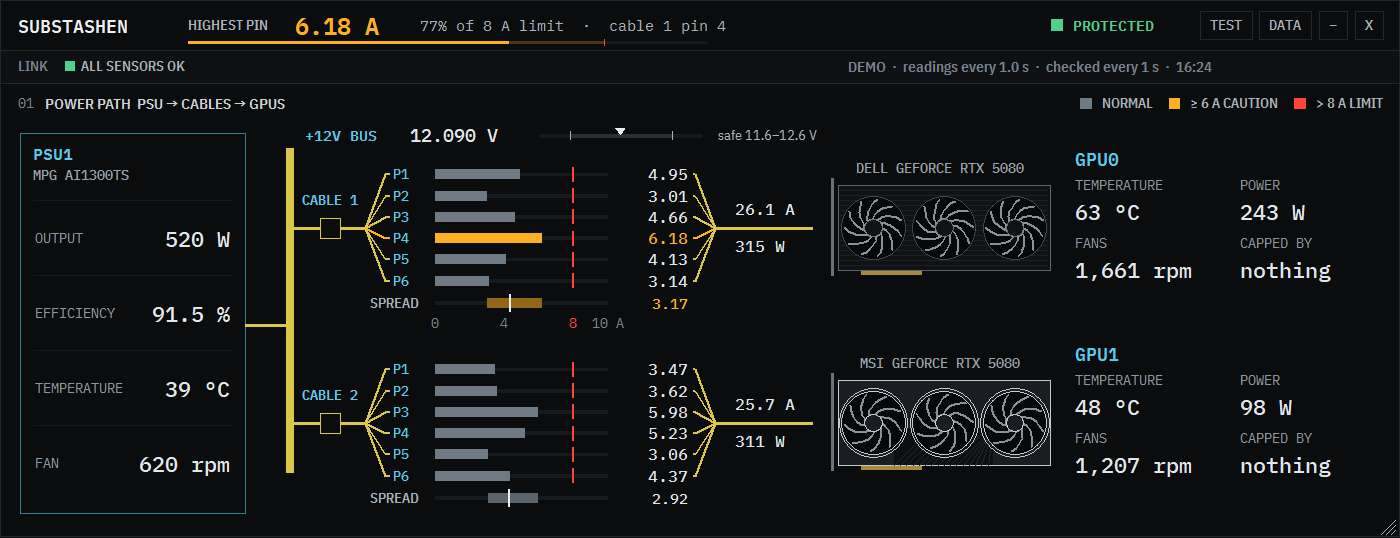 SUBSTASHEN HIGHEST PIN 6.18 A 77% of 8 A limit · cable 1 pin 4 PROTECTED TEST DATA – X
LINK ALL SENSORS OK DEMO · readings every 1.0 s · checked every 1 s · 16:24
01 POWER PATH PSU → CABLES → GPUS NORMAL ≥ 6 A CAUTION > 8 A LIMIT
+12V BUS 12.090 V safe 11.6–12.6 V
PSU1
MPG AI1300TS
OUTPUT 520 W
EFFICIENCY 91.5 %
TEMPERATURE 39 °C
FAN 620 rpm
CABLE 1
P1 4.95
P2 3.01
P3 4.66
P4 6.18
P5 4.13
P6 3.14
SPREAD 3.17
0 4 8 10 A
26.1 A
315 W
DELL GEFORCE RTX 5080
GPU0
TEMPERATURE POWER
63 °C 243 W
FANS CAPPED BY
1,661 rpm nothing
CABLE 2
P1 3.47
P2 3.62
P3 5.98
P4 5.23
P5 3.06
P6 4.37
SPREAD 2.92
25.7 A
311 W
MSI GEFORCE RTX 5080
GPU1
TEMPERATURE POWER
48 °C 98 W
FANS CAPPED BY
1,207 rpm nothing